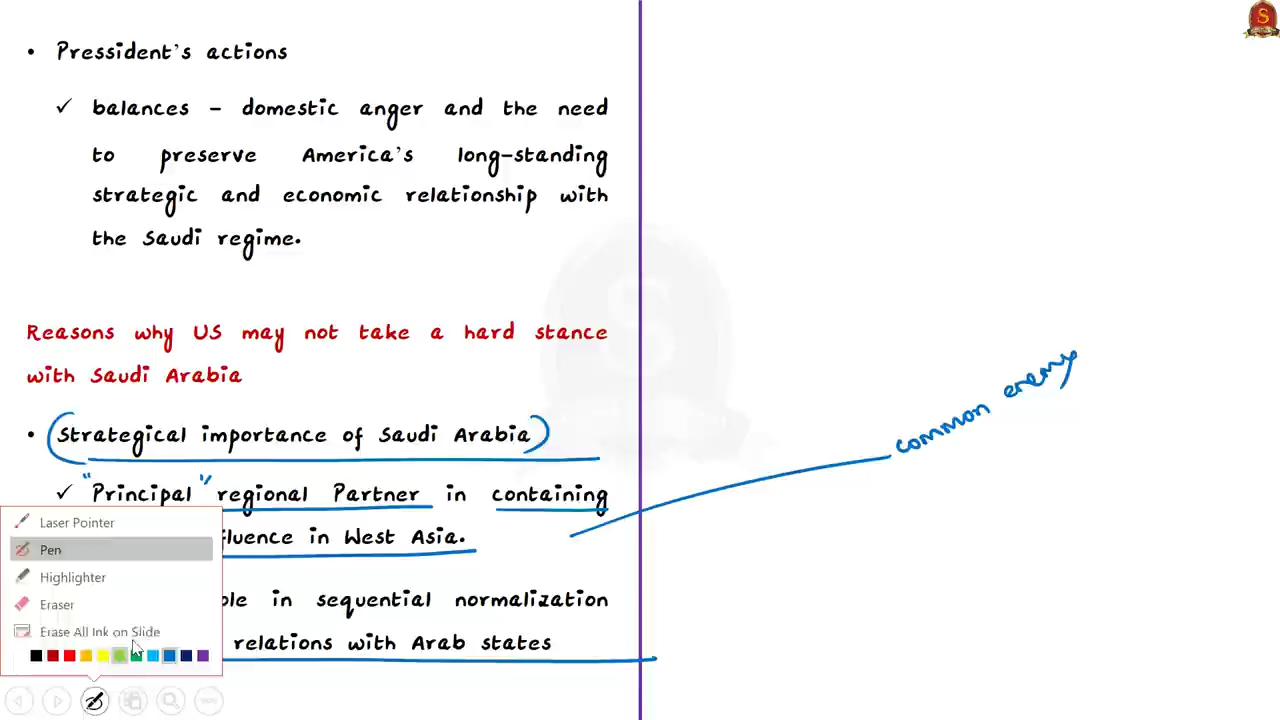 • Pressident's actions
✓ balances - domestic anger and the need
to preserve America's long-standing
strategic and economic relationship with
the Saudi regime.
Reasons why US may not take a hard stance
with Saudi Arabia
• (Strategical importance of Saudi Arabia)
✓ "Principal" regional Partner in containing
fluence in West Asia.
ole in sequential normalization
relations with Arab states
common enemy
Laser Pointer
Pen
Highlighter
Eraser
Erase All Ink on Slide
S